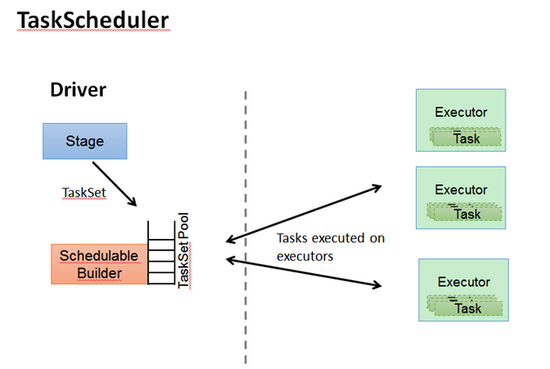 TaskScheduler
Driver
Stage
TaskSet
Schedulable
Builder
TaskSet Pool
Tasks executed on
executors
Executor
Task
Executor
Task
Executor
Task